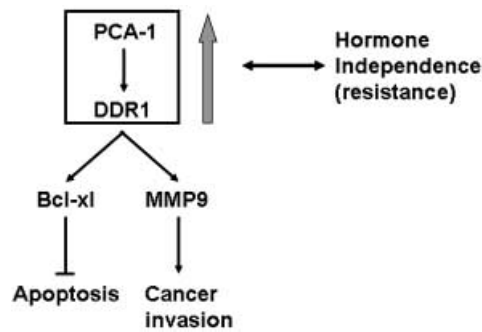 PCA-1
DDR1
Hormone
Independence
(resistance)
Bcl-xl
MMP9
Apoptosis
Cancer
invasion